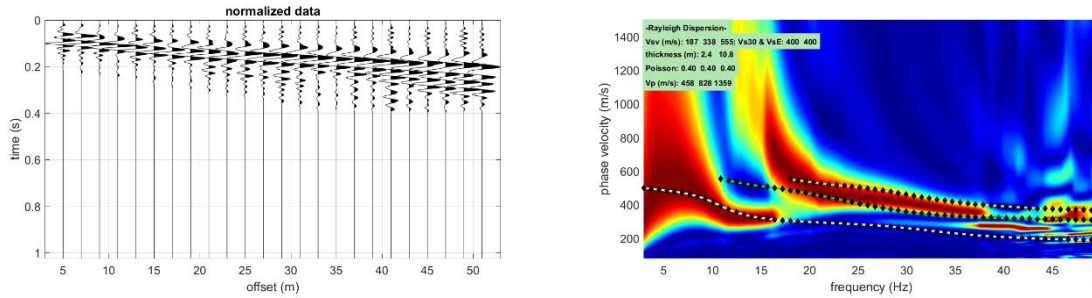 normalized data
0
0.2
0.4
0.6
0.8
1
time (s)
5 10 15 20 25 30 35 40 45 50
offset (m)
-Rayleigh Dispersion-
Vsv (m/s): 187 338 555; Vs30 & VsE: 400 400
thickness (m): 2.4 10.8
Poisson: 0.40 0.40 0.40
Vp (m/s): 458 828 1359
1400
1200
1000
800
600
400
200
phase velocity (m/s)
5 10 15 20 25 30 35 40 45
frequency (Hz)